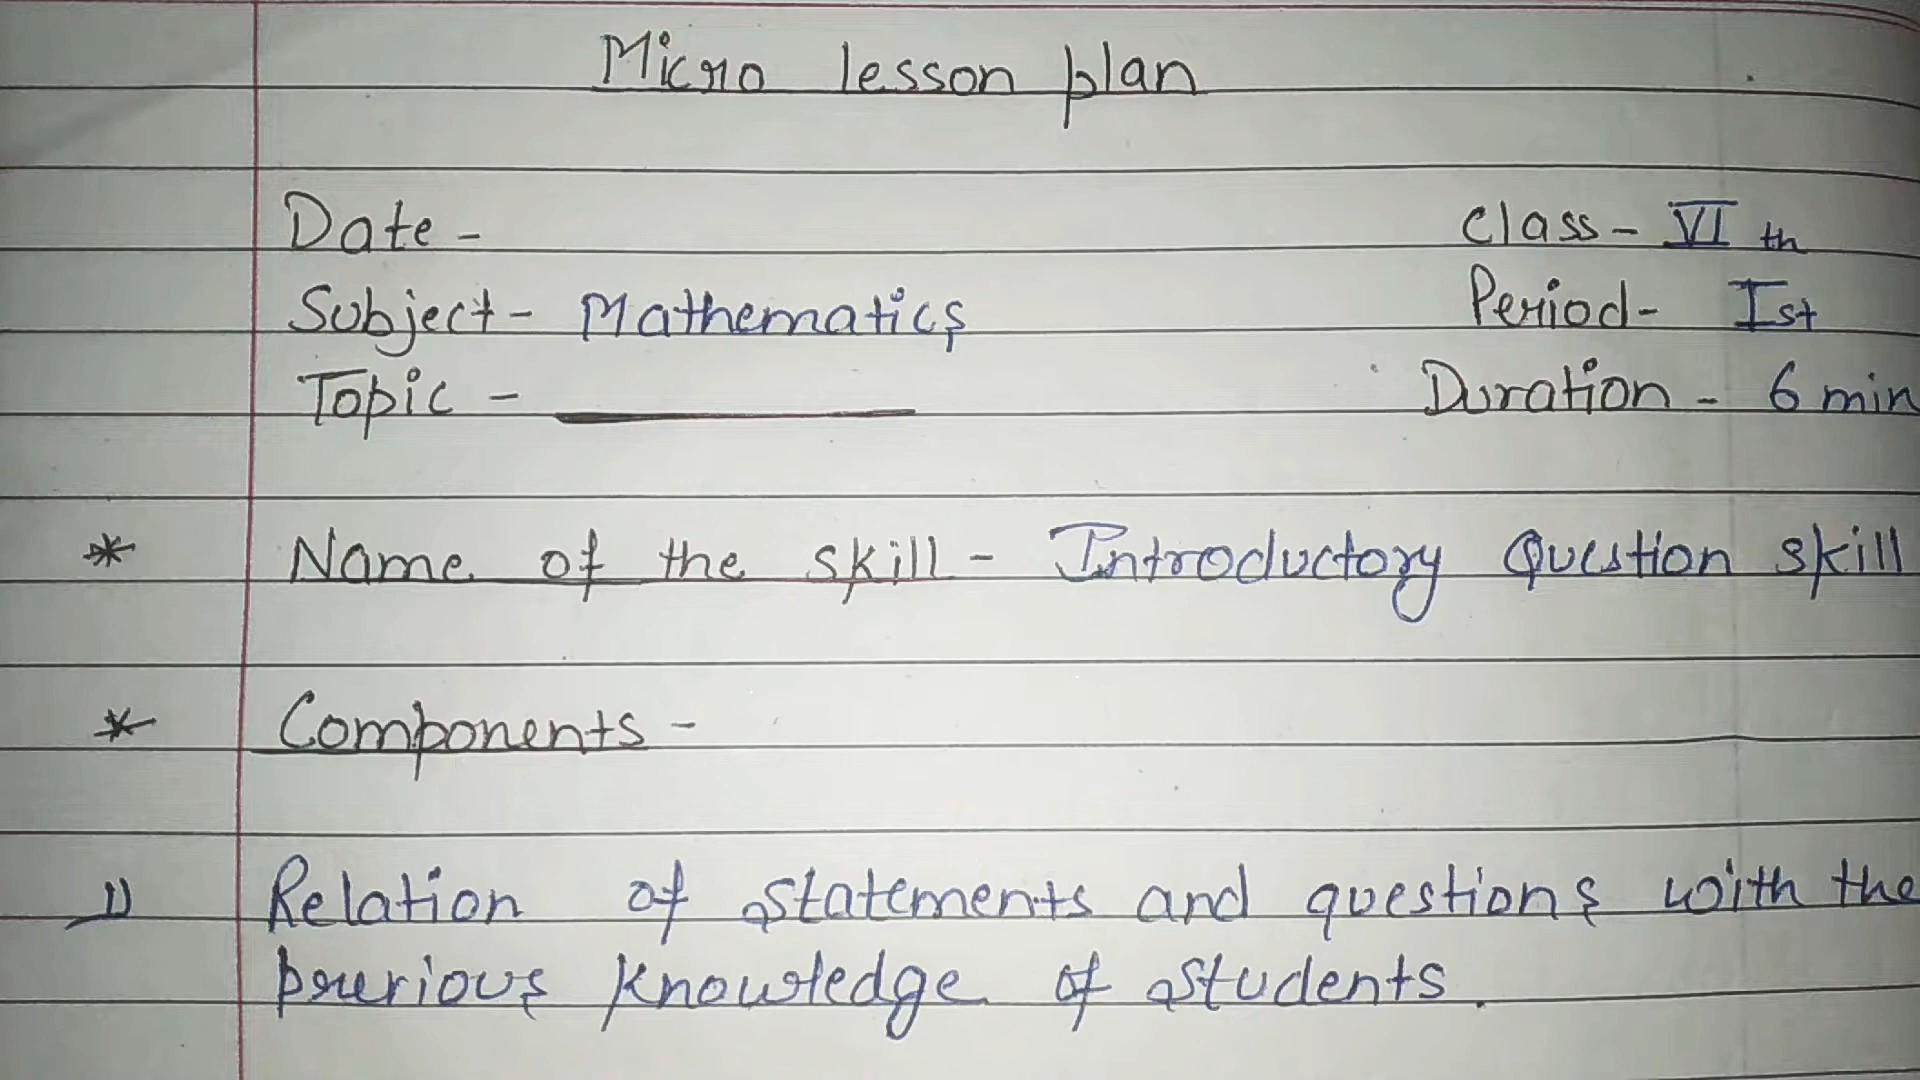 Micro lesson plan
Date -
Class - VI th
Subject - Mathematics
Period - Ist
Topic -
Duration - 6 min
* Name of the skill - Introductory Question skill
* Components -
1) Relation of statements and questions with the
previous knowledge of students.